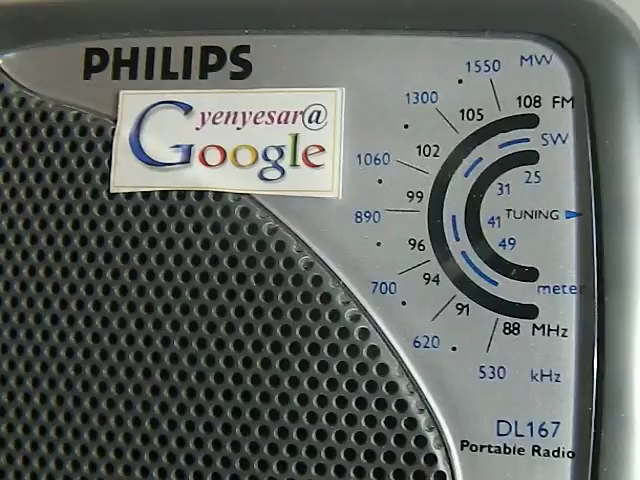 PHILIPS
yenyesar@
Google
1550 MW
108 FM
1300 105
SW
1060 102
25
31
99
890
TUNING
41
96
49
94
700
meter
91
88 MHz
620
530 kHz
DL167
Portable Radio